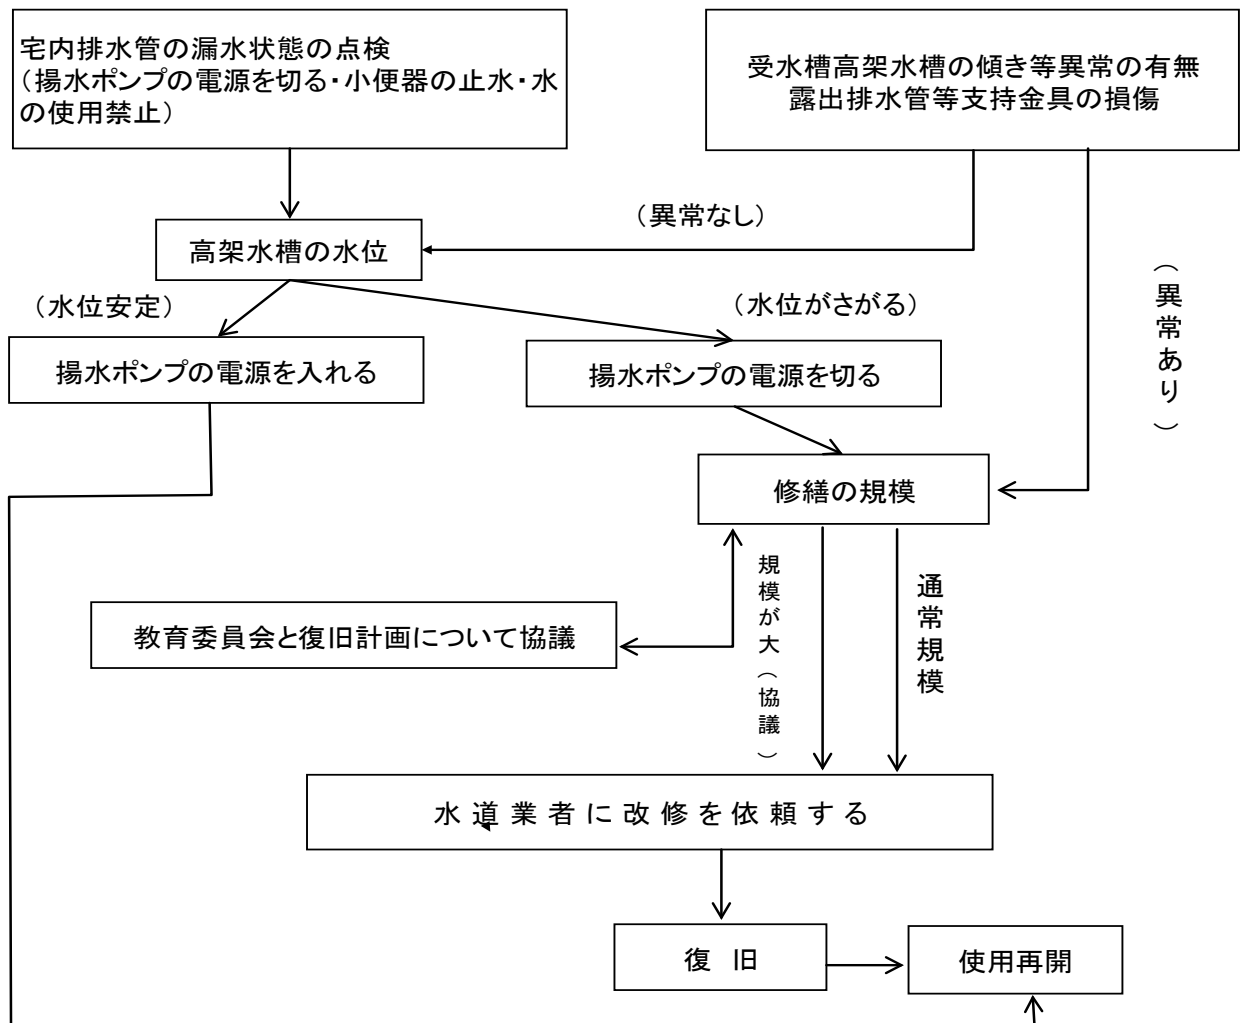 宅内排水管の漏水状態の点検
（揚水ポンプの電源を切る・小便器の止水・水
の使用禁止）
受水槽高架水槽の傾き等異常の有無
露出排水管等支持金具の損傷
（異常なし）
高架水槽の水位
（異常あり）
（水位安定）
（水位がさがる）
揚水ポンプの電源を入れる
揚水ポンプの電源を切る
修繕の規模
規模が大（協議）
通常規模
教育委員会と復旧計画について協議
水道業者に改修を依頼する
復　旧
使用再開